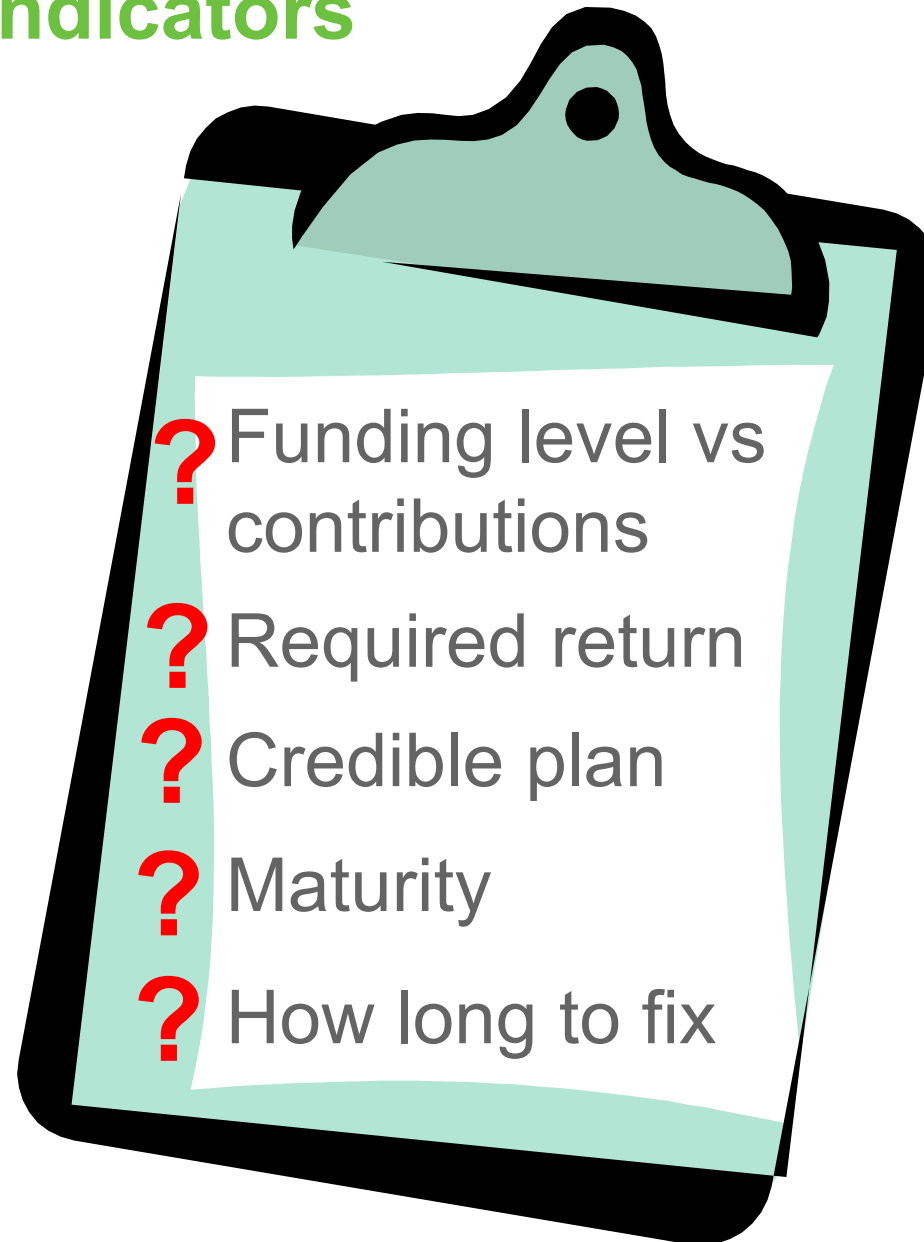 ndicators
? Funding level vs
contributions
? Required return
? Credible plan
? Maturity
? How long to fix